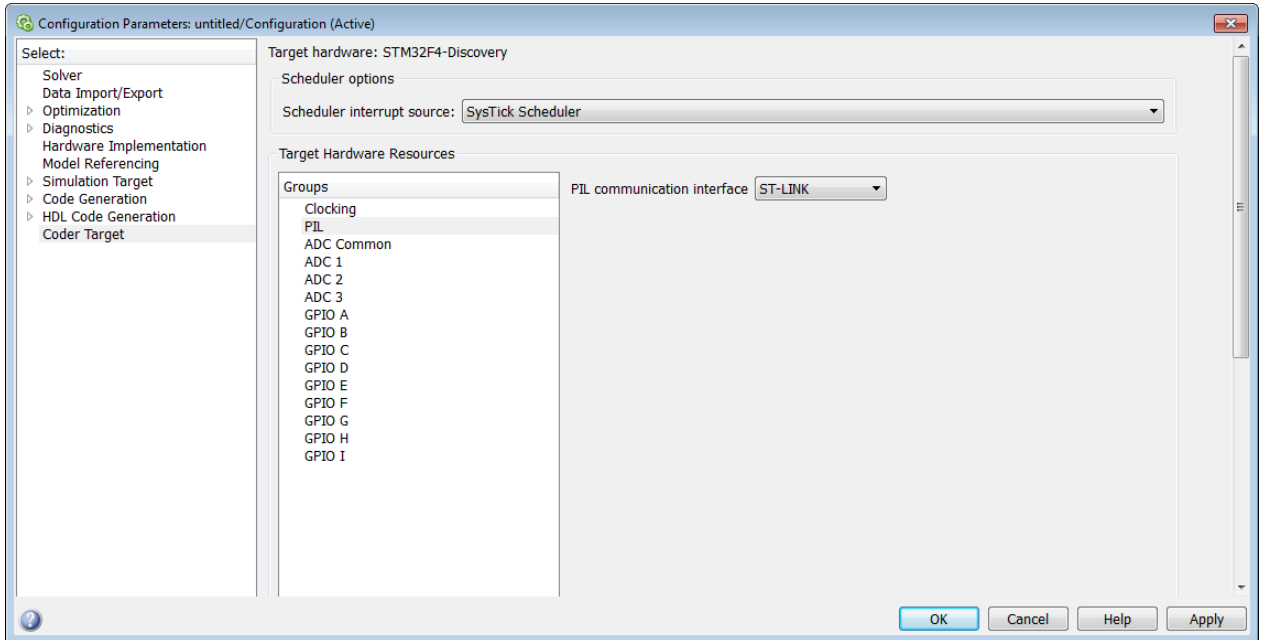 Configuration Parameters: untitled/Configuration (Active)
Select:
Solver
Data Import/Export
Optimization
Diagnostics
Hardware Implementation
Model Referencing
Simulation Target
Code Generation
HDL Code Generation
Coder Target
Target hardware: STM32F4-Discovery
Scheduler options
Scheduler interrupt source: SysTick Scheduler
Target Hardware Resources
Groups
Clocking
PIL
ADC Common
ADC 1
ADC 2
ADC 3
GPIO A
GPIO B
GPIO C
GPIO D
GPIO E
GPIO F
GPIO G
GPIO H
GPIO I
PIL communication interface ST-LINK
OK Cancel Help Apply